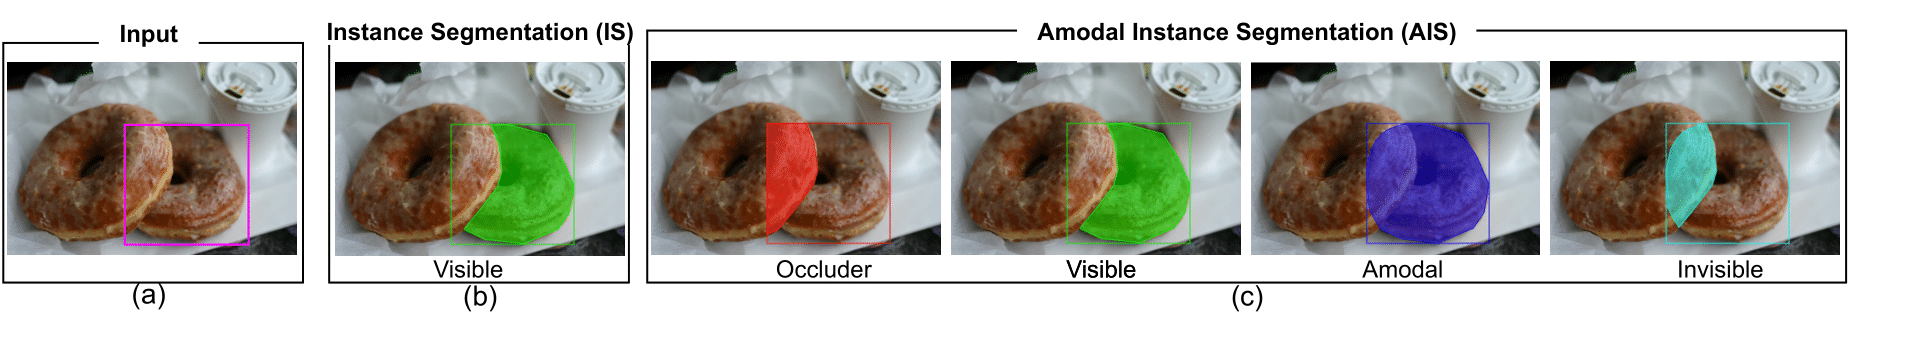 Input
Instance Segmentation (IS)
Amodal Instance Segmentation (AIS)
Visible
Occluder
Visible
Amodal
Invisible
(a)
(b)
(c)